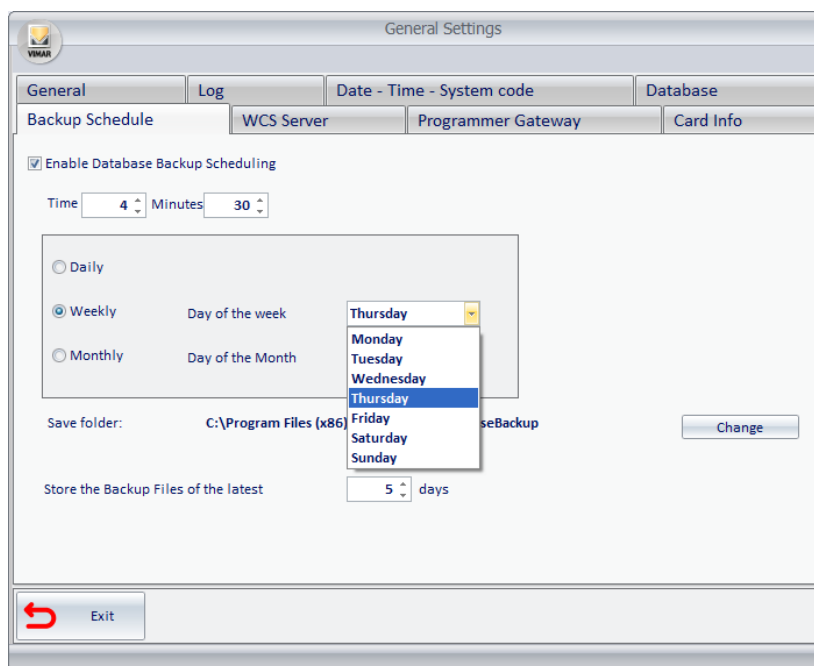 General Settings
VIMAR
General Log Date - Time - System code Database
Backup Schedule WCS Server Programmer Gateway Card Info
Enable Database Backup Scheduling
Time 4 Minutes 30
Daily
Weekly Day of the week Thursday
Monday
Tuesday
Monthly Day of the Month Wednesday
Thursday
Save folder: C:\Program Files (x86) seBackup Friday Change
Saturday
Sunday
Store the Backup Files of the latest 5 days
Exit